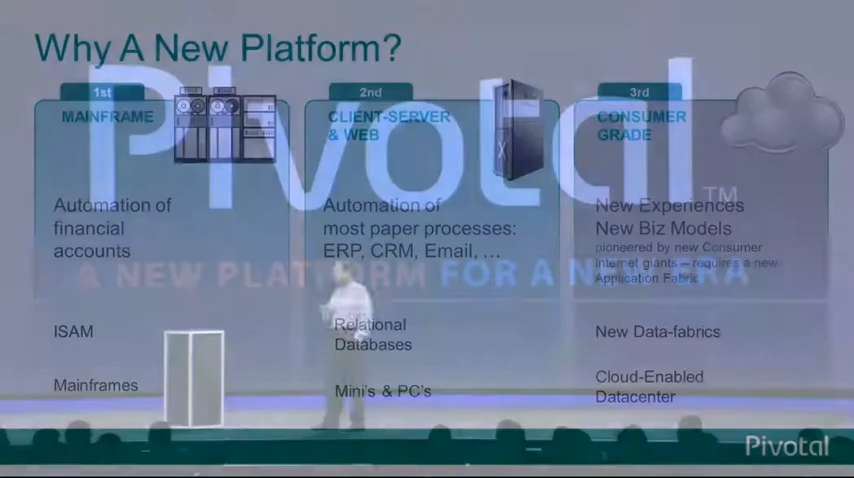 Why A New Platform?
Pivotal™
A NEW PLATFORM FOR A NEW ERA
1st
MAINFRAME
Automation of
financial
accounts
ISAM
Mainframes
2nd
CLIENT-SERVER
& WEB
X
Automation of
most paper processes:
ERP, CRM, Email, ...
Relational
Databases
Mini's & PC's
3rd
CONSUMER
GRADE
New Experiences
New Biz Models
pioneered by new Consumer
Internet giants – requires a new
Application Fabric
New Data-fabrics
Cloud-Enabled
Datacenter
Pivotal